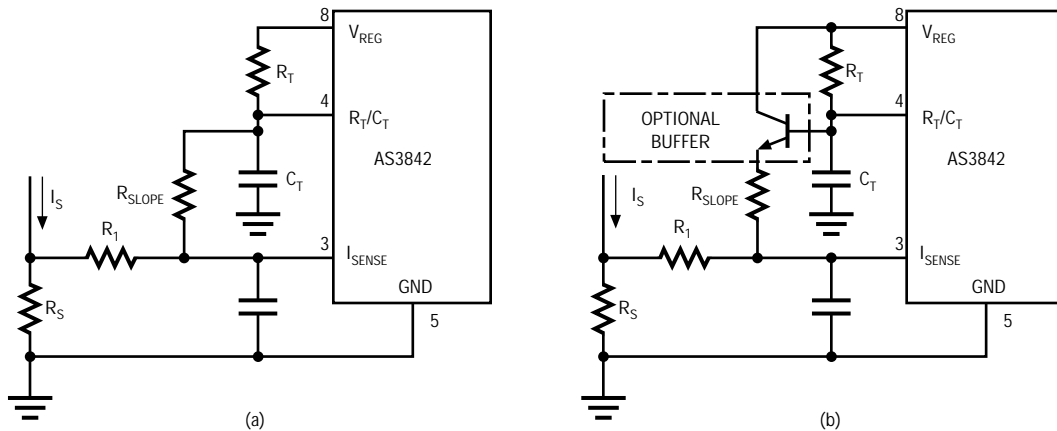 8
V_REG
R_T
4
R_T/C_T
AS3842
C_T
R_SLOPE
I_S
R_1
3
I_SENSE
R_S
GND
5
(a)
8
V_REG
R_T
4
R_T/C_T
OPTIONAL
BUFFER
AS3842
C_T
R_SLOPE
I_S
R_1
3
I_SENSE
R_S
GND
5
(b)